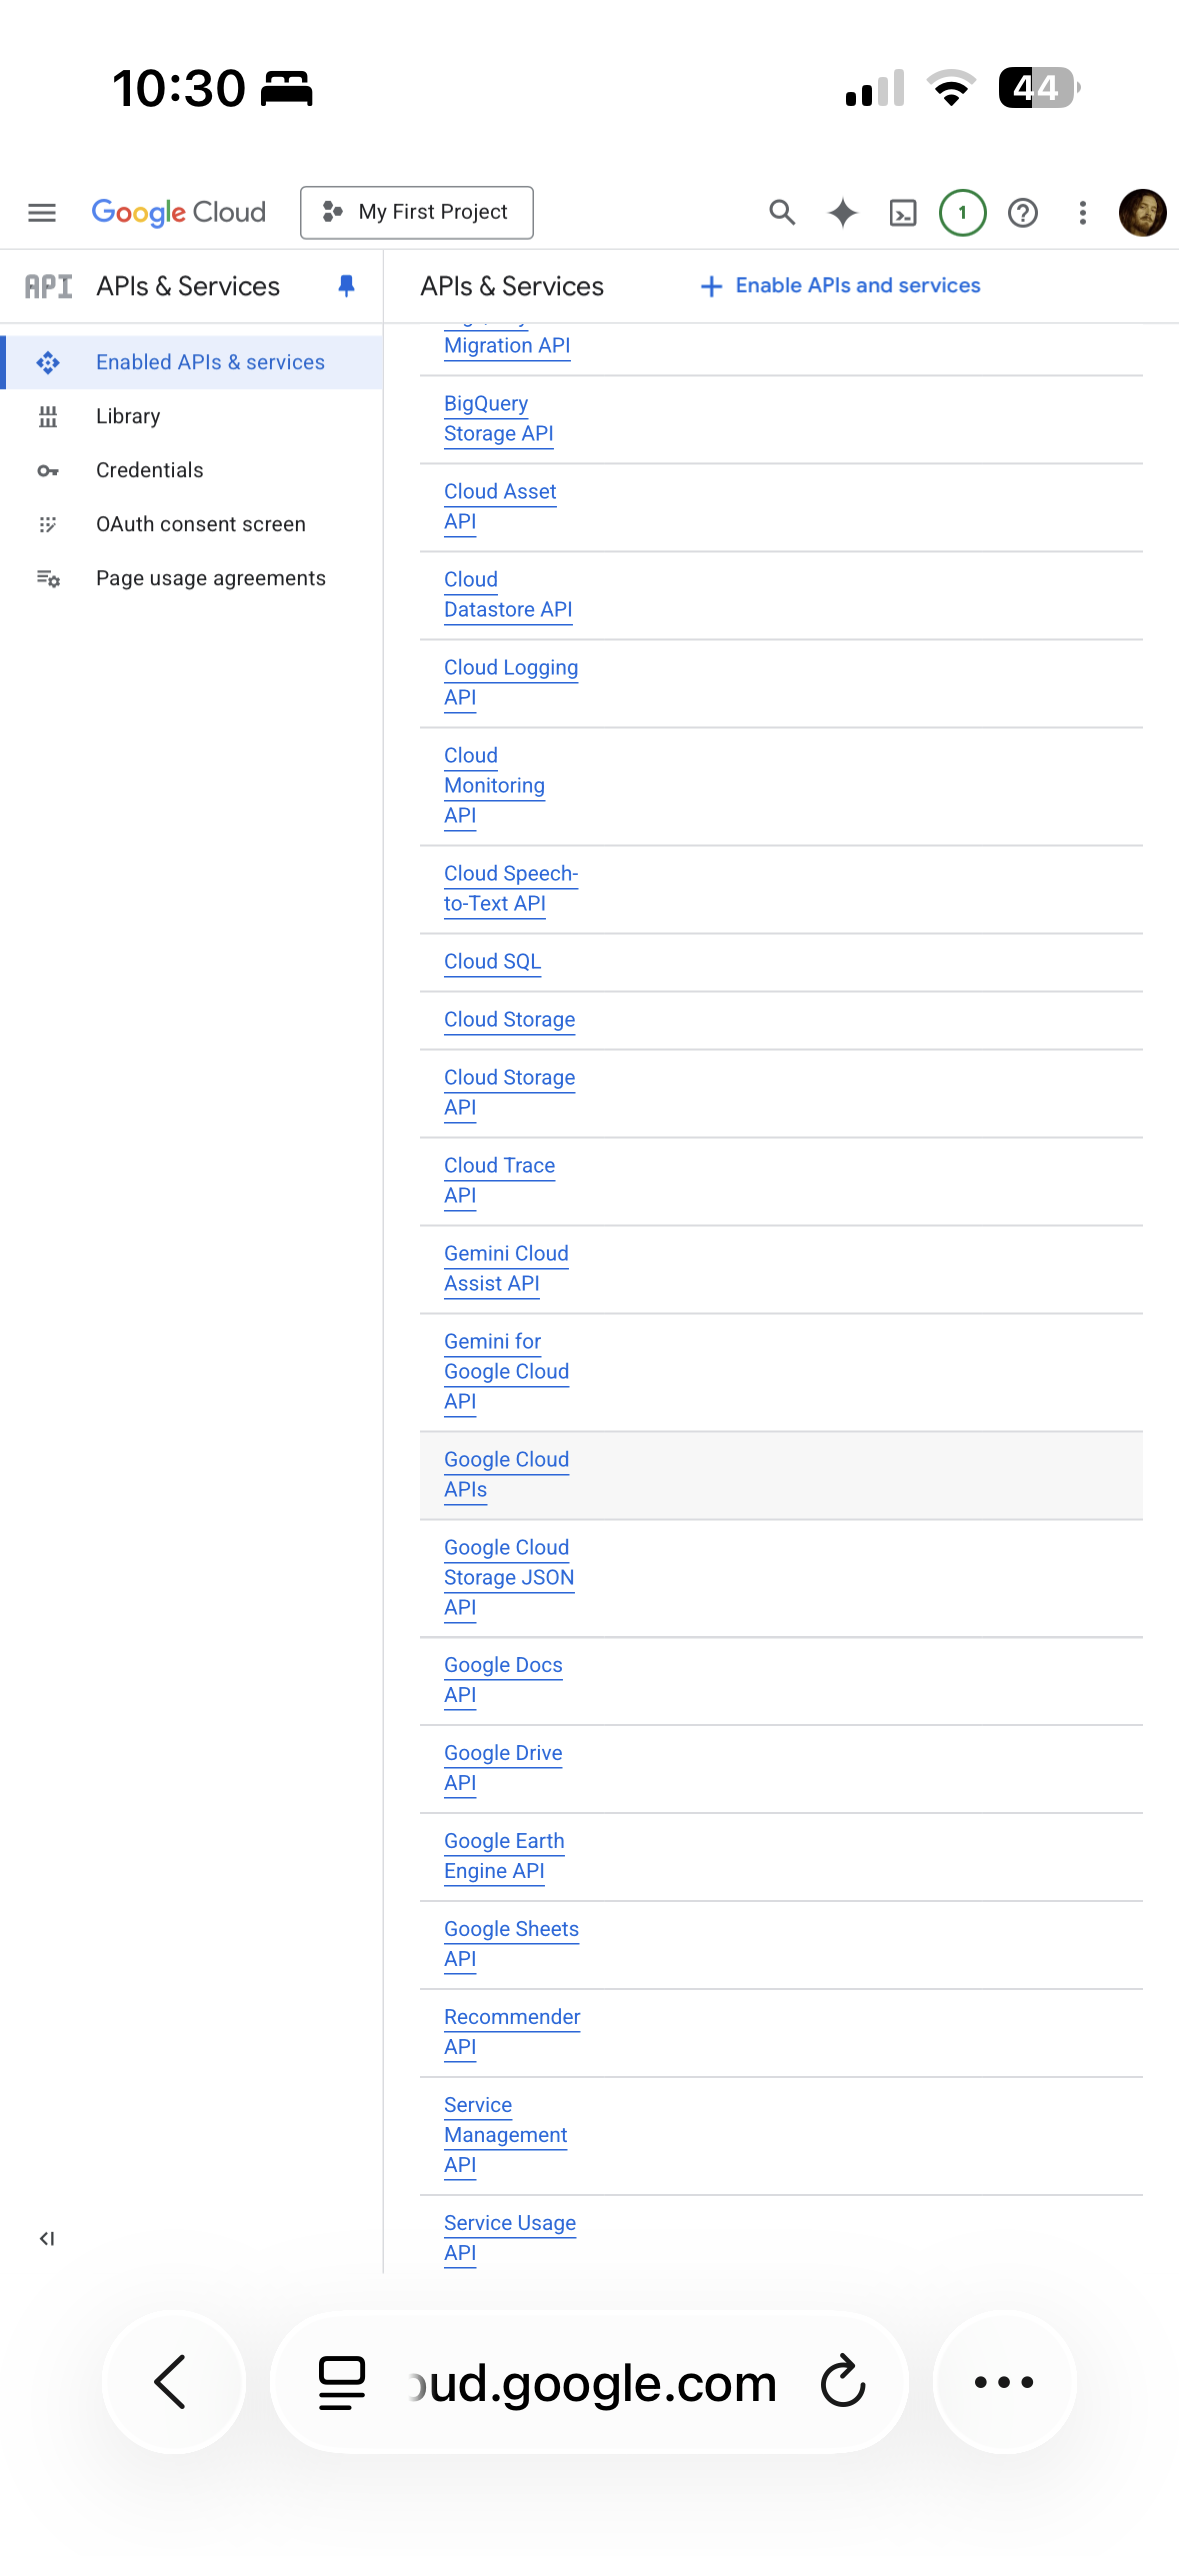 10:30
44
Google Cloud
My First Project
1
API
APIs & Services
APIs & Services
Enable APIs and services
Enabled APIs & services
Library
Credentials
OAuth consent screen
Page usage agreements
Migration API
BigQuery
Storage API
Cloud Asset
API
Cloud
Datastore API
Cloud Logging
API
Cloud
Monitoring
API
Cloud Speech-
to-Text API
Cloud SQL
Cloud Storage
Cloud Storage
API
Cloud Trace
API
Gemini Cloud
Assist API
Gemini for
Google Cloud
API
Google Cloud
APIs
Google Cloud
Storage JSON
API
Google Docs
API
Google Drive
API
Google Earth
Engine API
Google Sheets
API
Recommender
API
Service
Management
API
Service Usage
API
oud.google.com